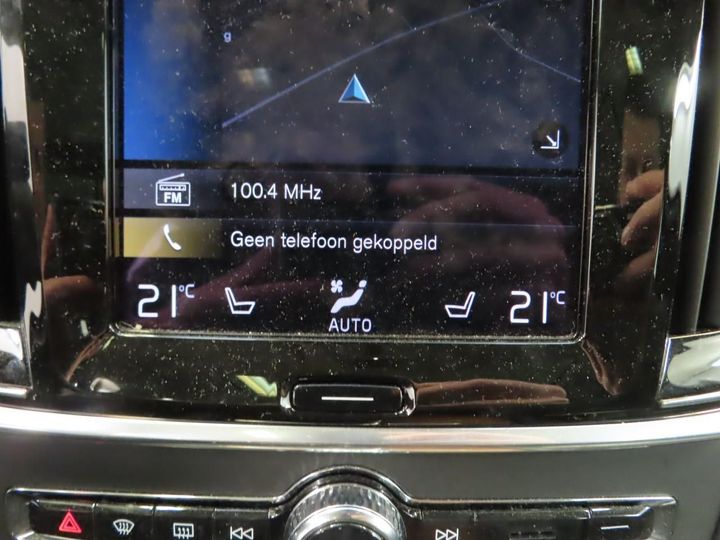 g
FM
100.4 MHz
Geen telefoon gekoppeld
21°C
21°C
AUTO